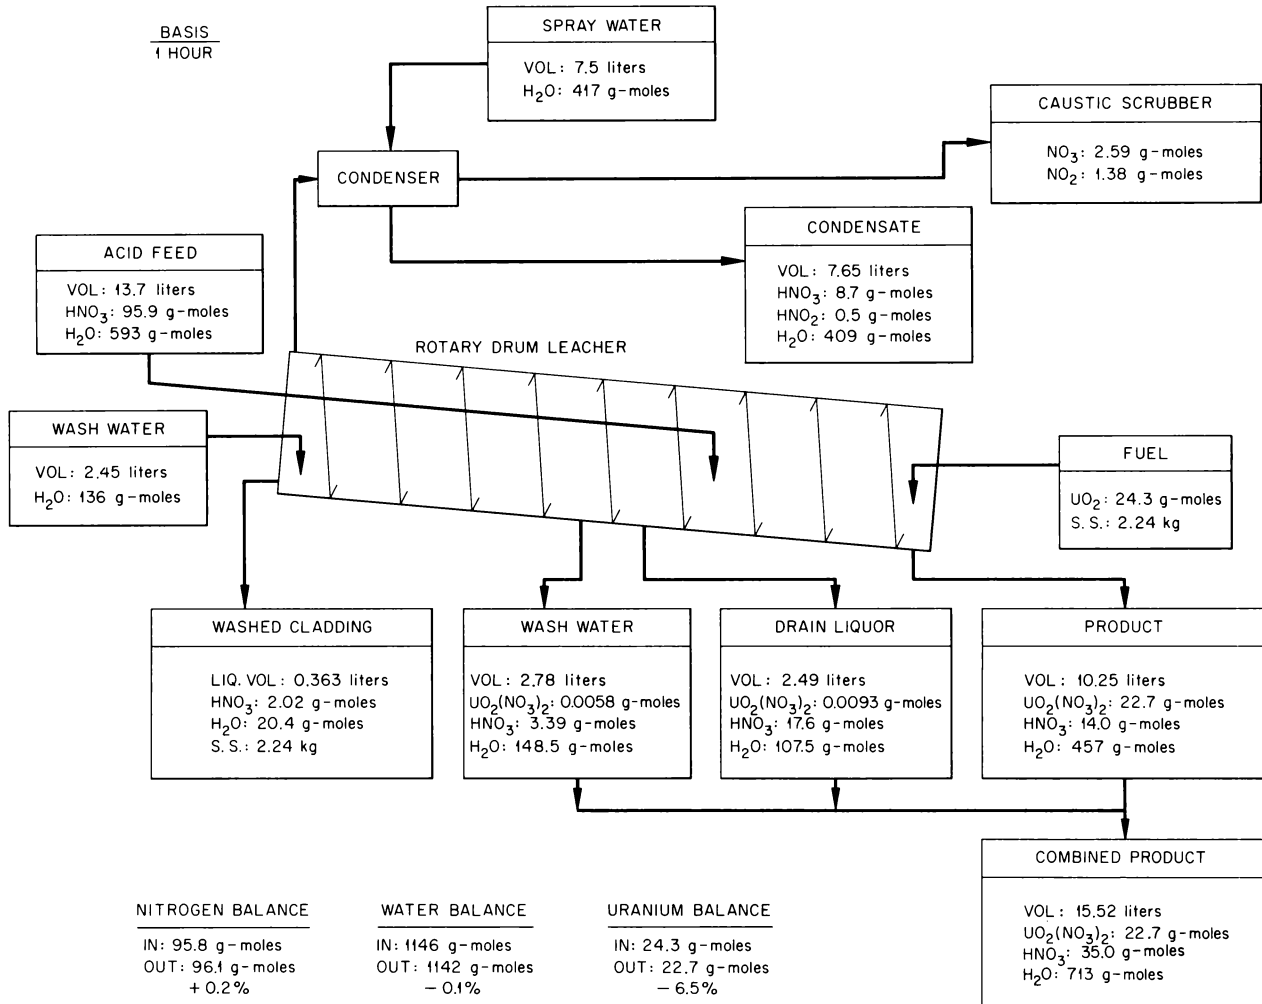 BASIS
1 HOUR
SPRAY WATER
VOL: 7.5 liters
H₂O: 417 g-moles
CAUSTIC SCRUBBER
NO₃: 2.59 g-moles
NO₂: 1.38 g-moles
CONDENSER
CONDENSATE
VOL: 7.65 liters
HNO₃: 8.7 g-moles
HNO₂: 0.5 g-moles
H₂O: 409 g-moles
ACID FEED
VOL: 13.7 liters
HNO₃: 95.9 g-moles
H₂O: 593 g-moles
ROTARY DRUM LEACHER
WASH WATER
VOL: 2.45 liters
H₂O: 136 g-moles
FUEL
UO₂: 24.3 g-moles
S.S.: 2.24 kg
WASHED CLADDING
LIQ. VOL: 0.363 liters
HNO₃: 2.02 g-moles
H₂O: 20.4 g-moles
S.S.: 2.24 kg
WASH WATER
VOL: 2.78 liters
UO₂(NO₃)₂: 0.0058 g-moles
HNO₃: 3.39 g-moles
H₂O: 148.5 g-moles
DRAIN LIQUOR
VOL: 2.49 liters
UO₂(NO₃)₂: 0.0093 g-moles
HNO₃: 17.6 g-moles
H₂O: 107.5 g-moles
PRODUCT
VOL: 10.25 liters
UO₂(NO₃)₂: 22.7 g-moles
HNO₃: 14.0 g-moles
H₂O: 457 g-moles
COMBINED PRODUCT
VOL: 15.52 liters
UO₂(NO₃)₂: 22.7 g-moles
HNO₃: 35.0 g-moles
H₂O: 713 g-moles
NITROGEN BALANCE
IN: 95.8 g-moles
OUT: 96.1 g-moles
+ 0.2%
WATER BALANCE
IN: 1146 g-moles
OUT: 1142 g-moles
− 0.1%
URANIUM BALANCE
IN: 24.3 g-moles
OUT: 22.7 g-moles
− 6.5%